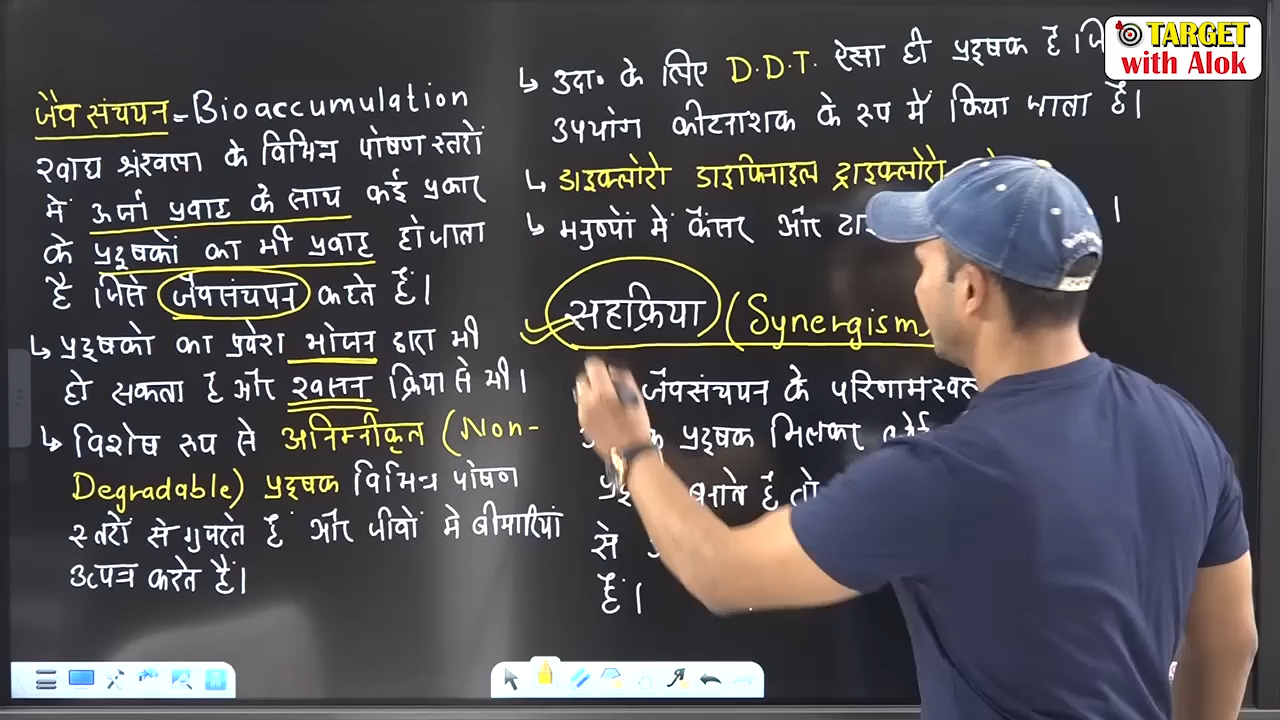 जैव संचयन = Bioaccumulation
खाद्य श्रृंखला के विभिन्न पोषण स्तरों
में ऊर्जा प्रवाह के साथ कई प्रकार
के प्रदूषकों का भी प्रवाह हो जाता
है जिसे जैवसंचयन कहते हैं।
↳ प्रदूषको का प्रवेश भोजन द्वारा भी
हो सकता है और श्वसन क्रिया से भी।
↳ विशेष रूप से अनिम्नीकृत (Non-
Degradable) प्रदूषक विभिन्न पोषण
स्तरों से गुजरते हैं और जीवों मे बीमारियां
उत्पन्न करते हैं।
↳ उदा० के लिए D.D.T. ऐसा ही प्रदूषक है।
उपयोग कीटनाशक के रूप में किया जाता है।
↳ डाइक्लोरो डाइफिनाइल ट्राइक्लोरो
↳ मनुष्यों में कैंसर और
सहक्रिया (Synergism)
जैवसंचयन के
प्रदूषक मिलकर
बनाते हैं तो
से
हैं।
TARGET
with Alok